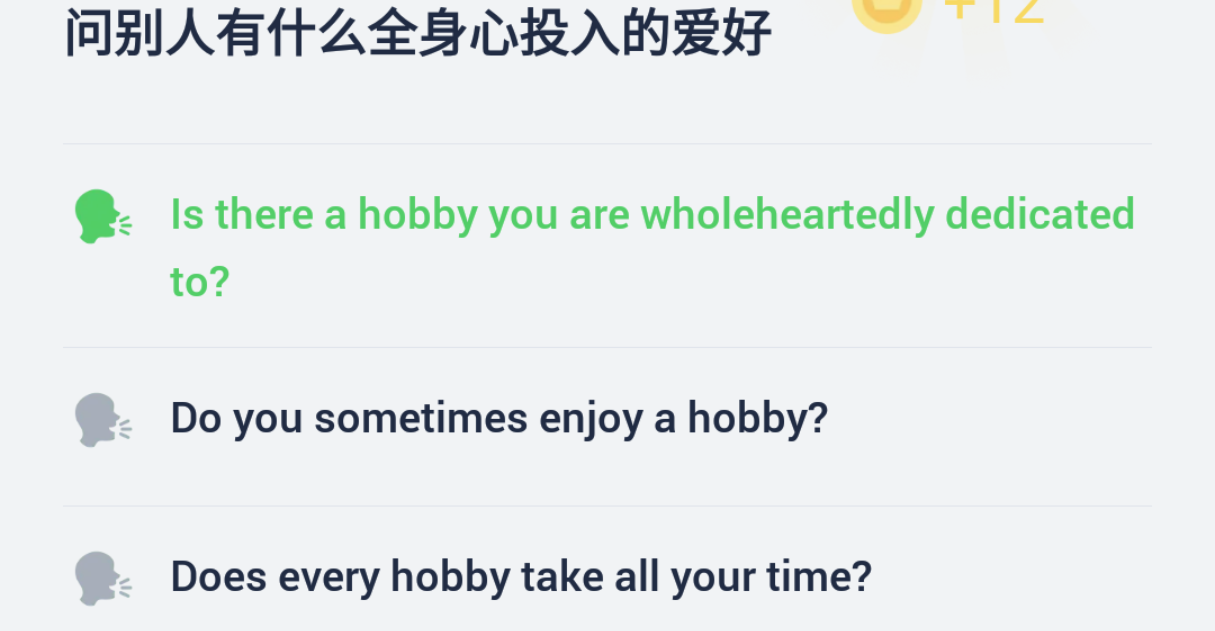 问别人有什么全身心投入的爱好
+12
Is there a hobby you are wholeheartedly dedicated
to?
Do you sometimes enjoy a hobby?
Does every hobby take all your time?